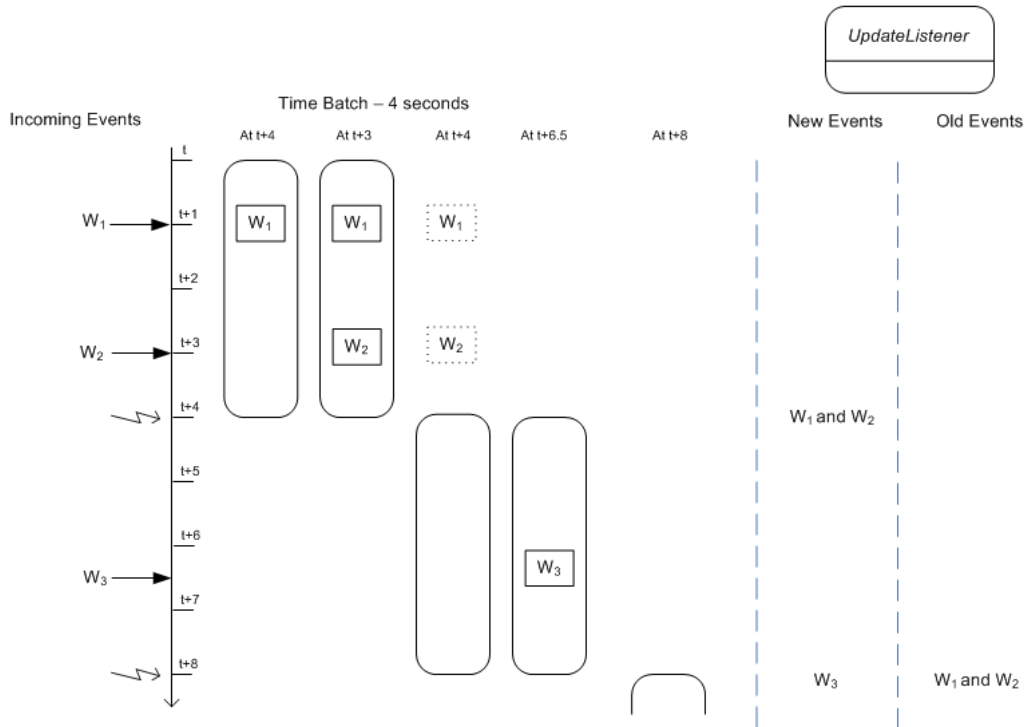 UpdateListener
Time Batch – 4 seconds
Incoming Events
New Events
Old Events
At t+4
At t+3
At t+4
At t+6.5
At t+8
t
W1
t+1
W1
W1
W1
t+2
W2
t+3
W2
W2
t+4
W1 and W2
t+5
t+6
W3
W3
t+7
t+8
W3
W1 and W2